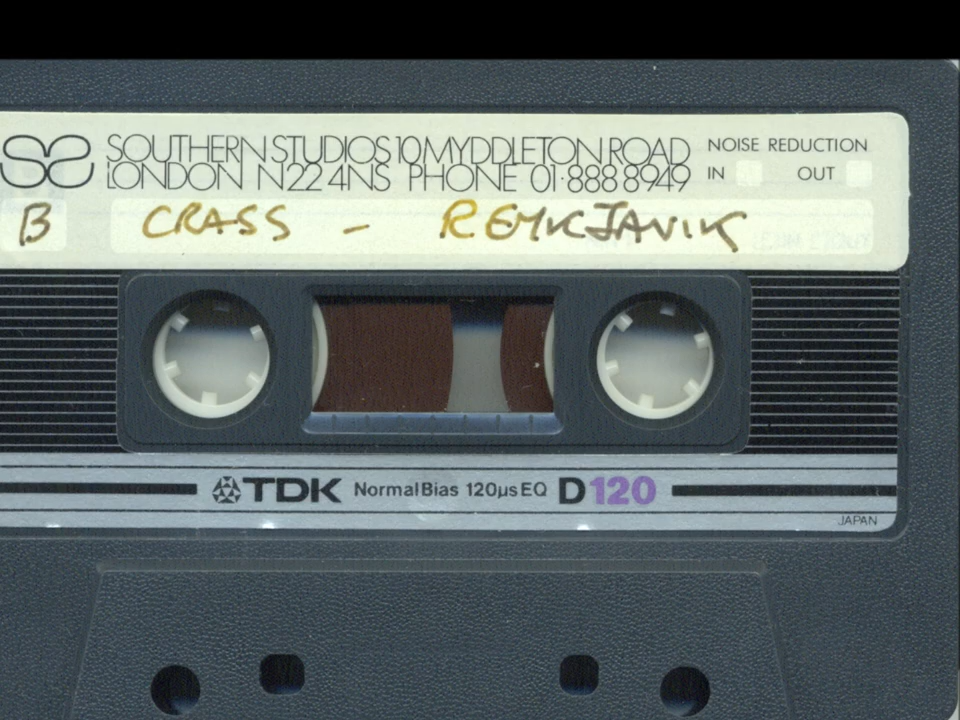 SS SOUTHERN STUDIOS 10 MYDDLETON ROAD
LONDON N22 4NS PHONE 01·888 8949
NOISE REDUCTION
IN OUT
B CRASS - REYKJAVIK
TDK Normal Bias 120µs EQ D120
JAPAN